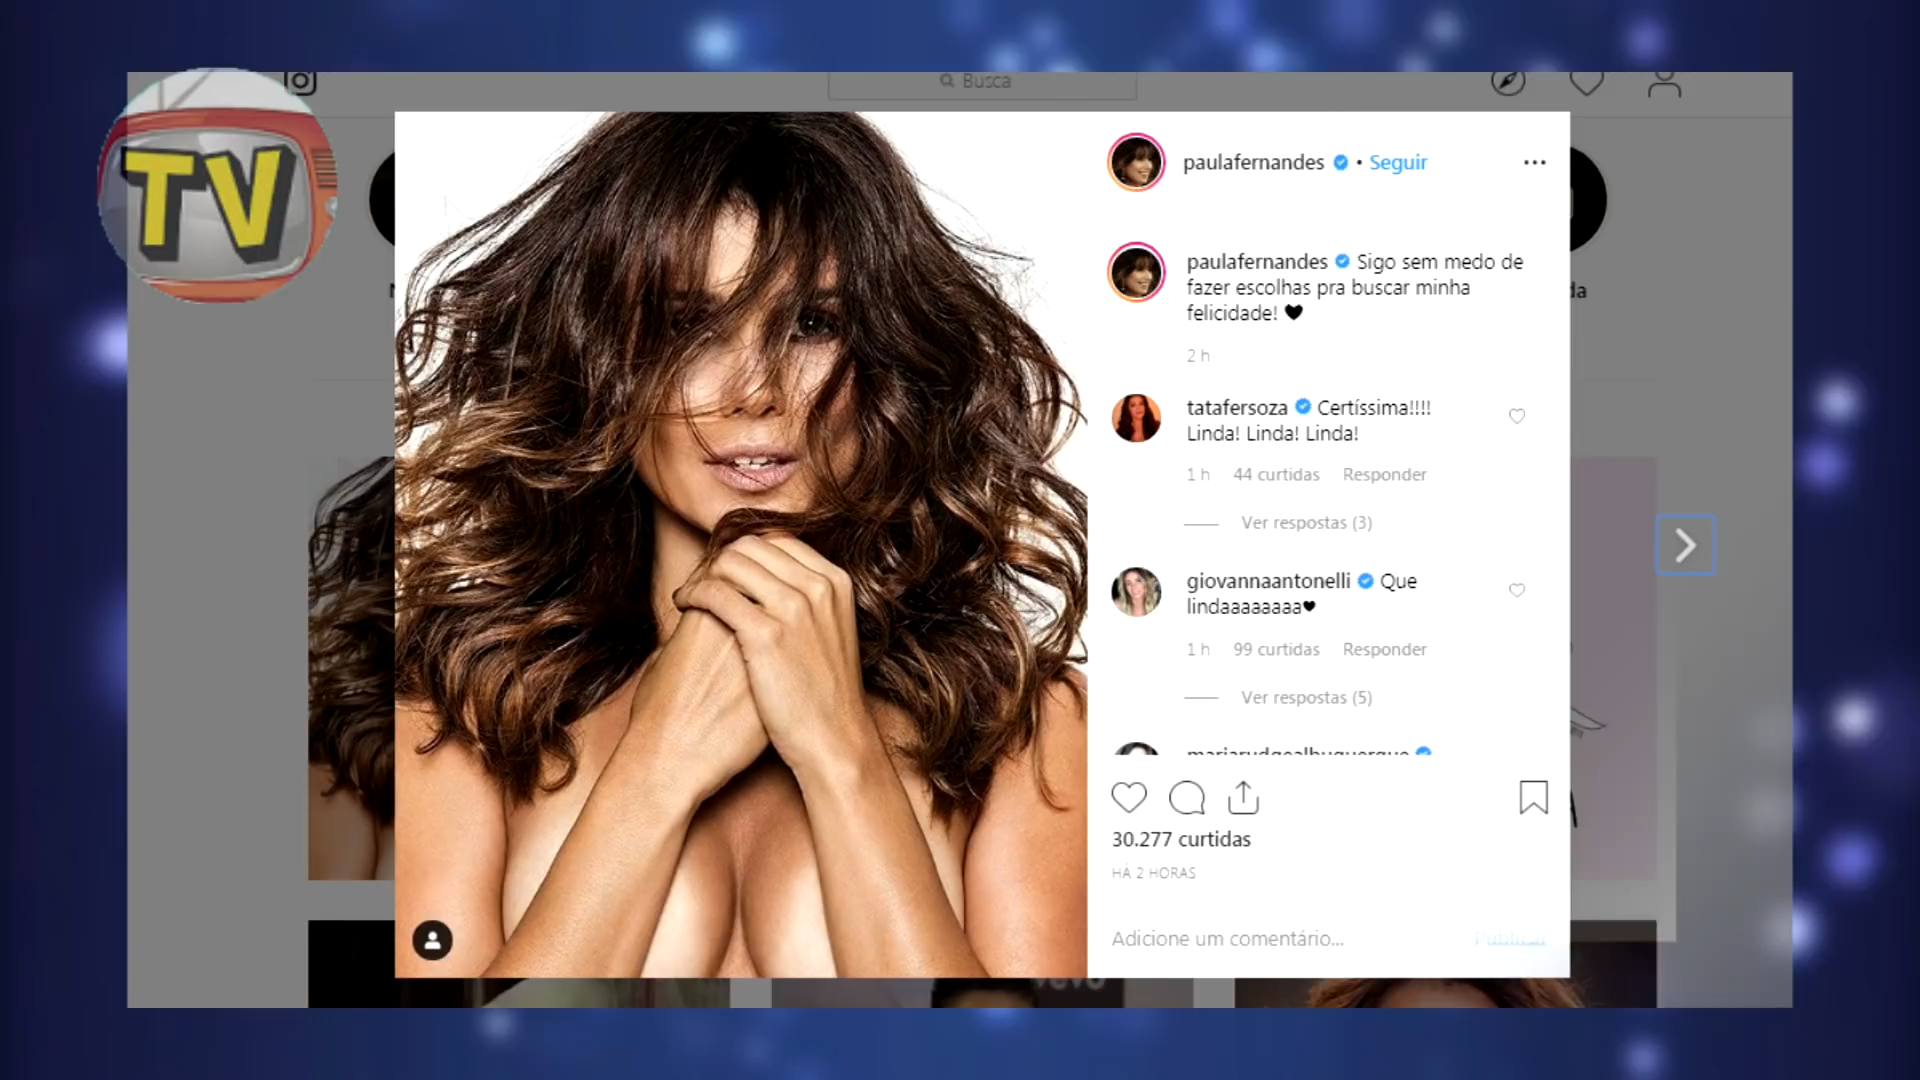 TV
Busca
paulafernandes • Seguir
paulafernandes Sigo sem medo de
fazer escolhas pra buscar minha
felicidade! 🖤
2 h
tatafersoza Certíssima!!!!
Linda! Linda! Linda!
1 h 44 curtidas Responder
Ver respostas (3)
giovannaantonelli Que
lindaaaaaaaa♥
1 h 99 curtidas Responder
Ver respostas (5)
mariarudgealbuquerque
30.277 curtidas
HÁ 2 HORAS
Adicione um comentário... Publicar